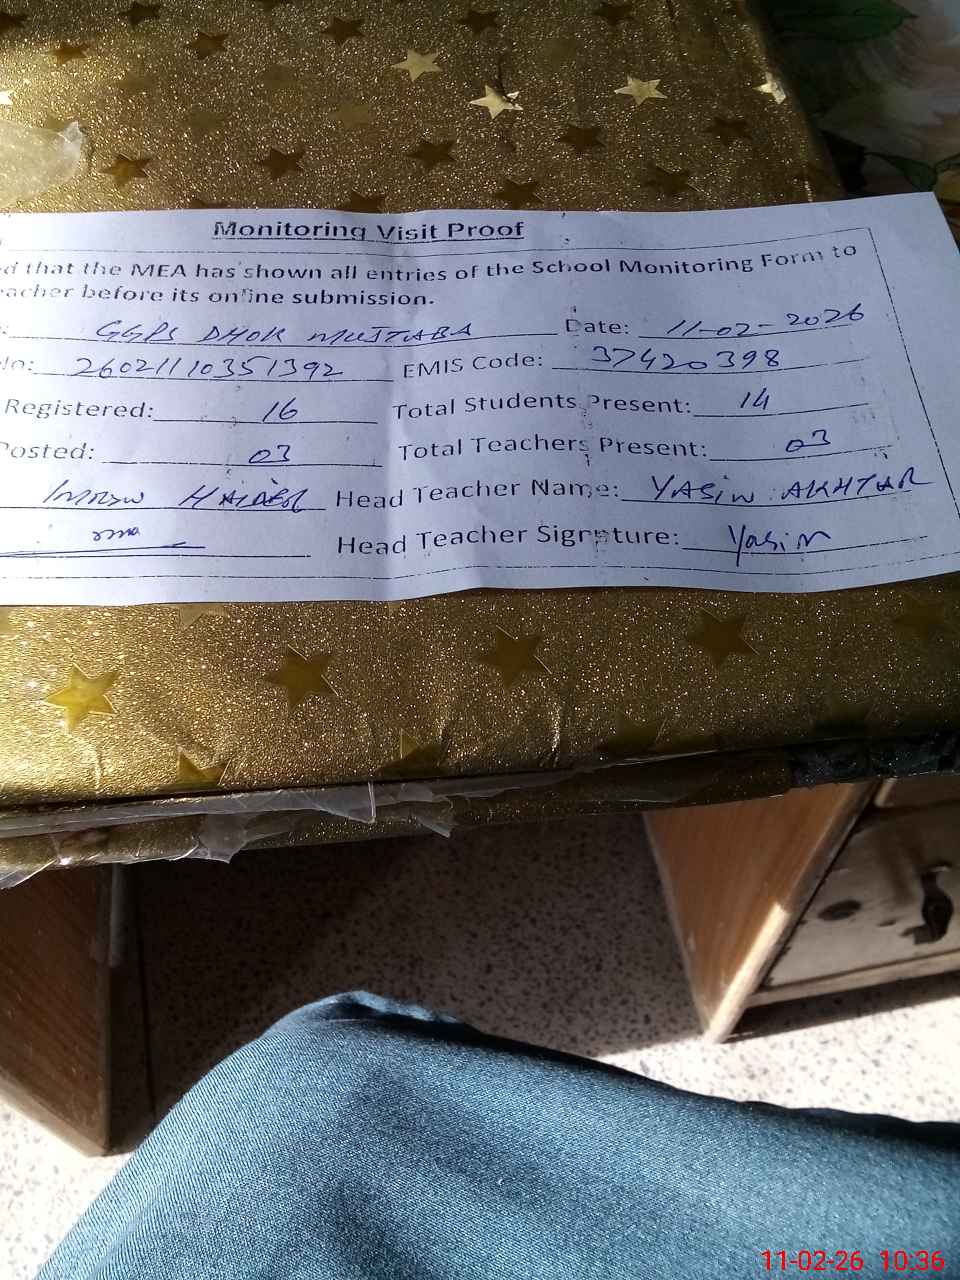 Monitoring Visit Proof
d that the MEA has shown all entries of the School Monitoring Form to
eacher before its online submission.
: GGPS DHOK MUJTABA Date: 11-02-2026
No: 26021110351392 EMIS Code: 37420398
Registered: 16 Total Students Present: 14
Posted: 03 Total Teachers Present: 03
IMRAN HAIDER Head Teacher Name: YASIN AKHTAR
Head Teacher Signature: Yasin
11-02-26 10:36